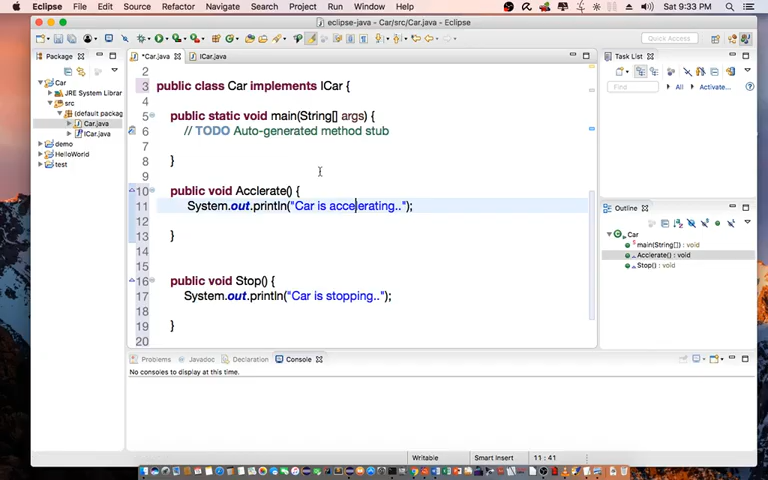 Eclipse File Edit Source Refactor Navigate Search Project Run Window Help Sat 9:33 PM
eclipse-java - Car/src/Car.java - Eclipse
Quick Access
Package
*Car.java
ICar.java
Task List
Find
All
Activate...
Car
JRE System Librar
src
(default packag
Car.java
ICar.java
demo
HelloWorld
test
2
3 public class Car implements ICar {
4
5 public static void main(String[] args) {
6 // TODO Auto-generated method stub
7
8 }
9
10 public void Acclerate() {
11 System.out.println("Car is accelerating..");
12
13 }
14
15
16 public void Stop() {
17 System.out.println("Car is stopping..");
18
19 }
20
Outline
Car
main(String[]) : void
Acclerate() : void
Stop() : void
Problems
Javadoc
Declaration
Console
No consoles to display at this time.
Writable
Smart Insert
11 : 41